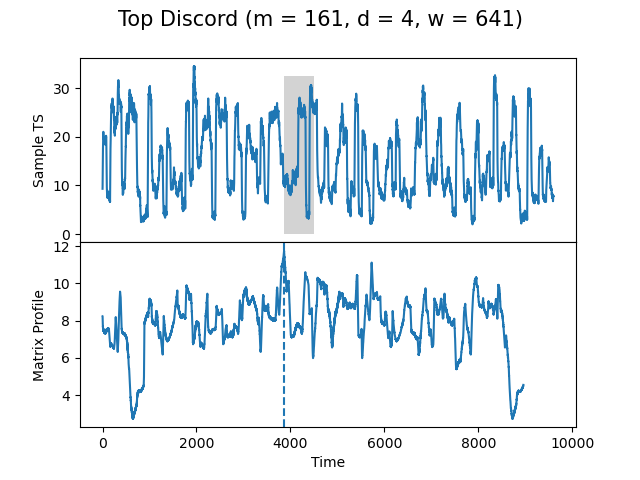 Top Discord (m = 161, d = 4, w = 641)
30
20
10
0
Sample TS
12
10
8
6
4
Matrix Profile
0 2000 4000 6000 8000 10000
Time